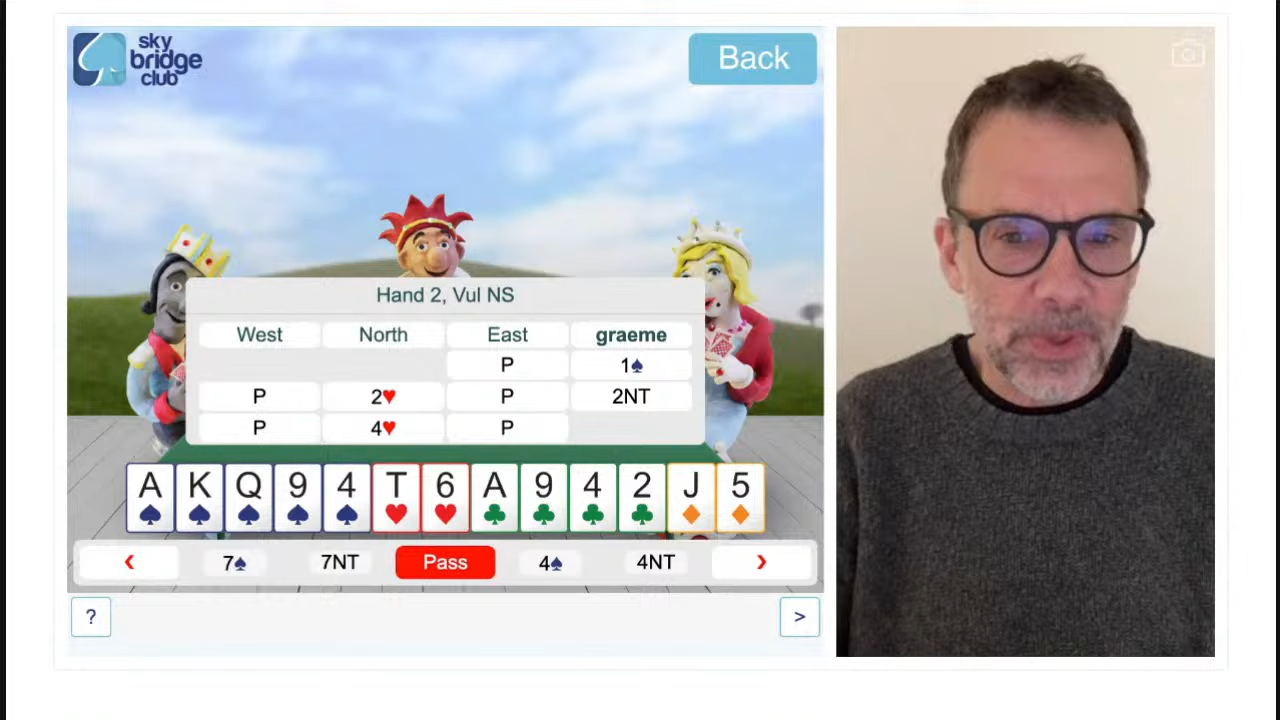 sky
bridge
club
Back
Hand 2, Vul NS
West North East graeme
P 1♠
P 2♥ P 2NT
P 4♥ P
A K Q 9 4 T 6 A 9 4 2 J 5
♠ ♠ ♠ ♠ ♠ ♥ ♥ ♣ ♣ ♣ ♣ ♦ ♦
‹ 7♠ 7NT Pass 4♠ 4NT ›
? >